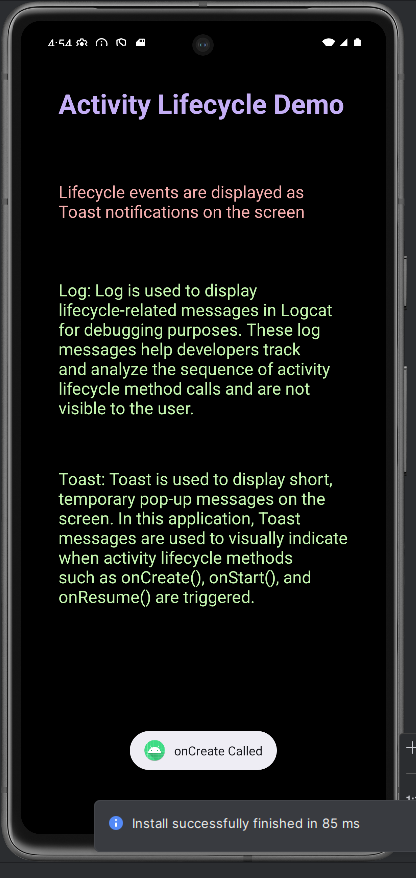 4:54
Activity Lifecycle Demo
Lifecycle events are displayed as
Toast notifications on the screen
Log: Log is used to display
lifecycle-related messages in Logcat
for debugging purposes. These log
messages help developers track
and analyze the sequence of activity
lifecycle method calls and are not
visible to the user.
Toast: Toast is used to display short,
temporary pop-up messages on the
screen. In this application, Toast
messages are used to visually indicate
when activity lifecycle methods
such as onCreate(), onStart(), and
onResume() are triggered.
onCreate Called
Install successfully finished in 85 ms